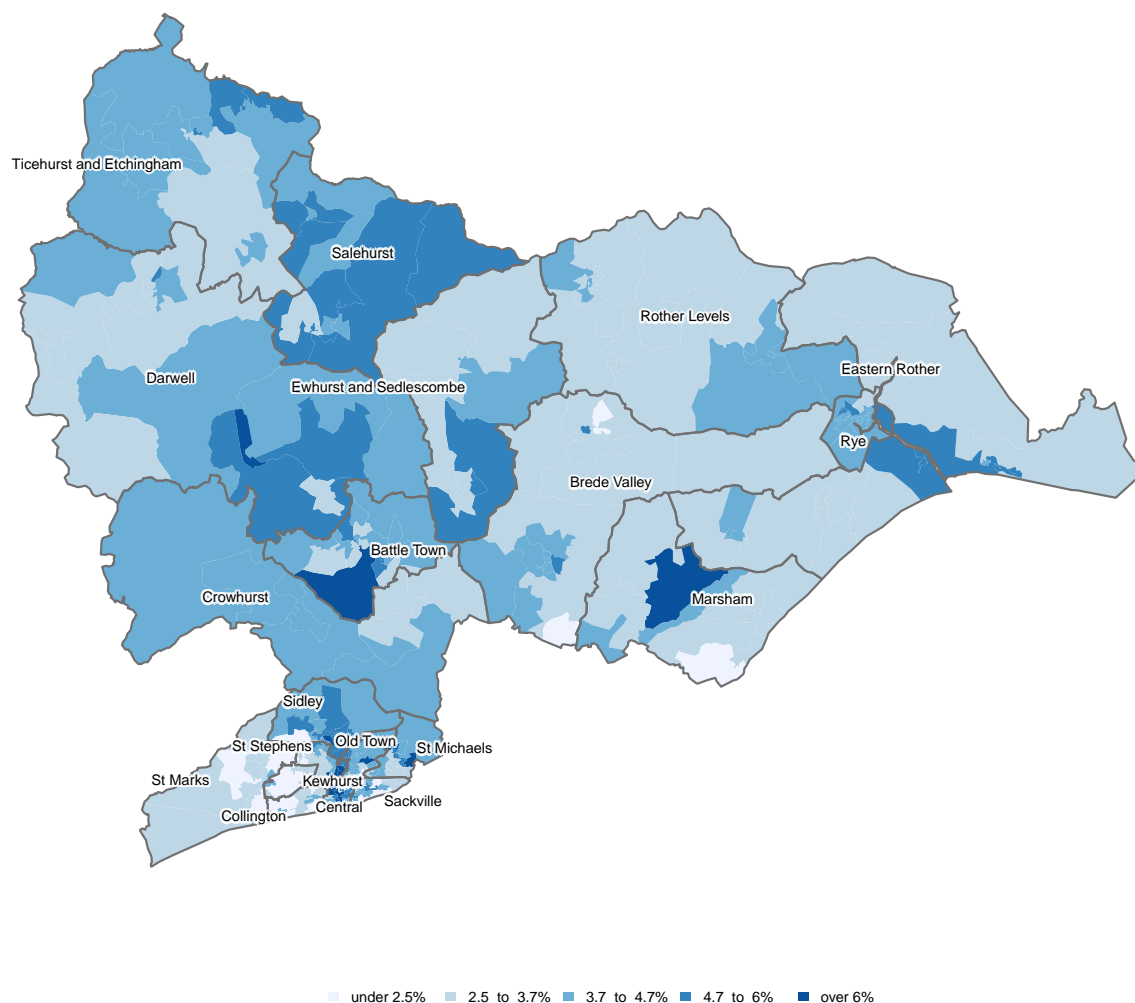 Ticehurst and Etchingham
Salehurst
Rother Levels
Eastern Rother
Darwell
Ewhurst and Sedlescombe
Rye
Brede Valley
Battle Town
Crowhurst
Marsham
Sidley
St Stephens
Old Town
St Michaels
St Marks
Kewhurst
Sackville
Central
Collington
under 2.5% 2.5 to 3.7% 3.7 to 4.7% 4.7 to 6% over 6%